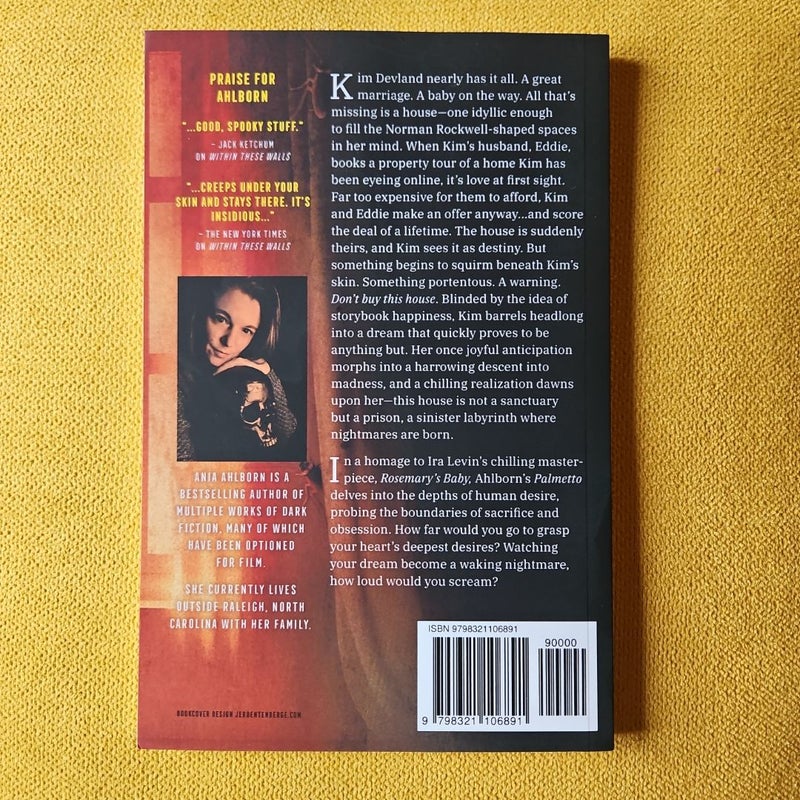 PRAISE FOR
AHLBORN
"...GOOD, SPOOKY STUFF."
- JACK KETCHUM
ON WITHIN THESE WALLS
"...CREEPS UNDER YOUR
SKIN AND STAYS THERE. IT'S
INSIDIOUS..."
- THE NEW YORK TIMES
ON WITHIN THESE WALLS
ANIA AHLBORN IS A
BESTSELLING AUTHOR OF
MULTIPLE WORKS OF DARK
FICTION, MANY OF WHICH
HAVE BEEN OPTIONED
FOR FILM.
SHE CURRENTLY LIVES
OUTSIDE RALEIGH, NORTH
CAROLINA WITH HER FAMILY.
BOOKCOVER DESIGN JEROENTENBERGE.COM
Kim Devland nearly has it all. A great
marriage. A baby on the way. All that's
missing is a house—one idyllic enough
to fill the Norman Rockwell-shaped spaces
in her mind. When Kim's husband, Eddie,
books a property tour of a home Kim has
been eyeing online, it's love at first sight.
Far too expensive for them to afford, Kim
and Eddie make an offer anyway...and score
the deal of a lifetime. The house is suddenly
theirs, and Kim sees it as destiny. But
something begins to squirm beneath Kim's
skin. Something portentous. A warning.
Don't buy this house. Blinded by the idea of
storybook happiness, Kim barrels headlong
into a dream that quickly proves to be
anything but. Her once joyful anticipation
morphs into a harrowing descent into
madness, and a chilling realization dawns
upon her—this house is not a sanctuary
but a prison, a sinister labyrinth where
nightmares are born.
In a homage to Ira Levin's chilling master-
piece, Rosemary's Baby, Ahlborn's Palmetto
delves into the depths of human desire,
probing the boundaries of sacrifice and
obsession. How far would you go to grasp
your heart's deepest desires? Watching
your dream become a waking nightmare,
how loud would you scream?
ISBN 9798321106891
90000
9 798321 106891